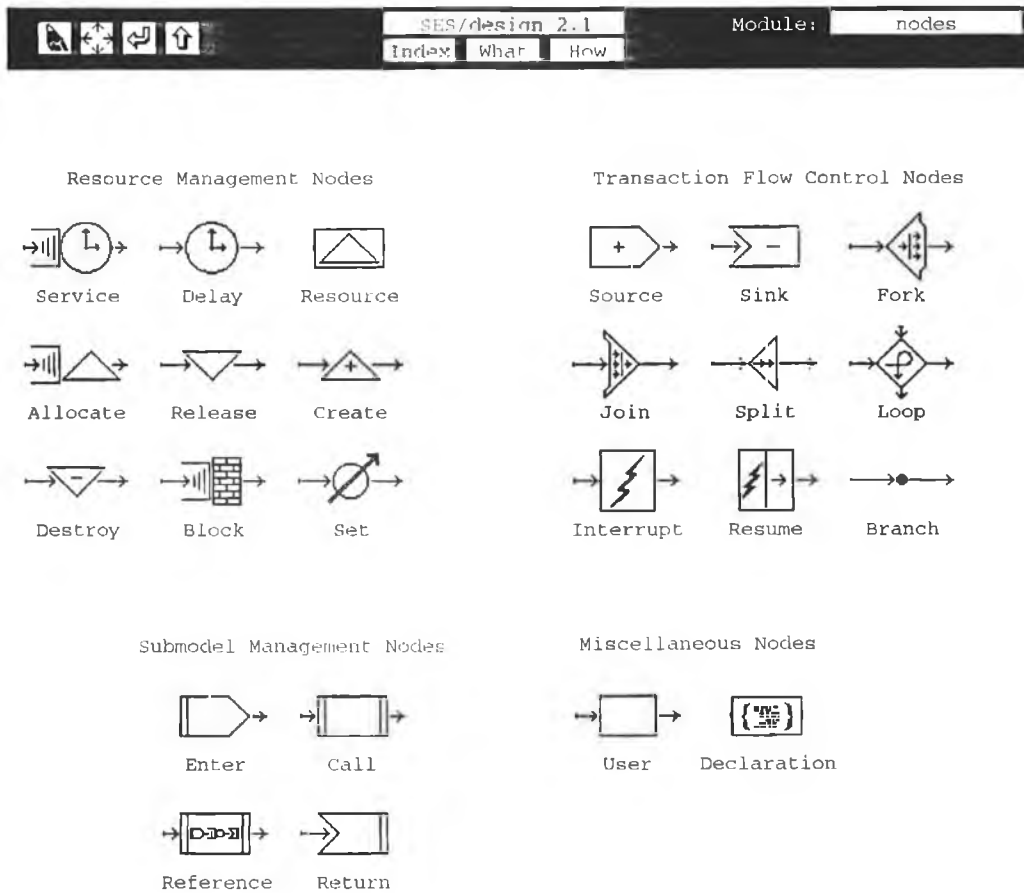 SES/design 2.1
Module: nodes
Index What How
Resource Management Nodes
Service Delay Resource
Allocate Release Create
Destroy Block Set
Transaction Flow Control Nodes
+ -
Source Sink Fork
Join Split Loop
Interrupt Resume Branch
Submodel Management Nodes
Enter Call
Reference Return
Miscellaneous Nodes
User Declaration